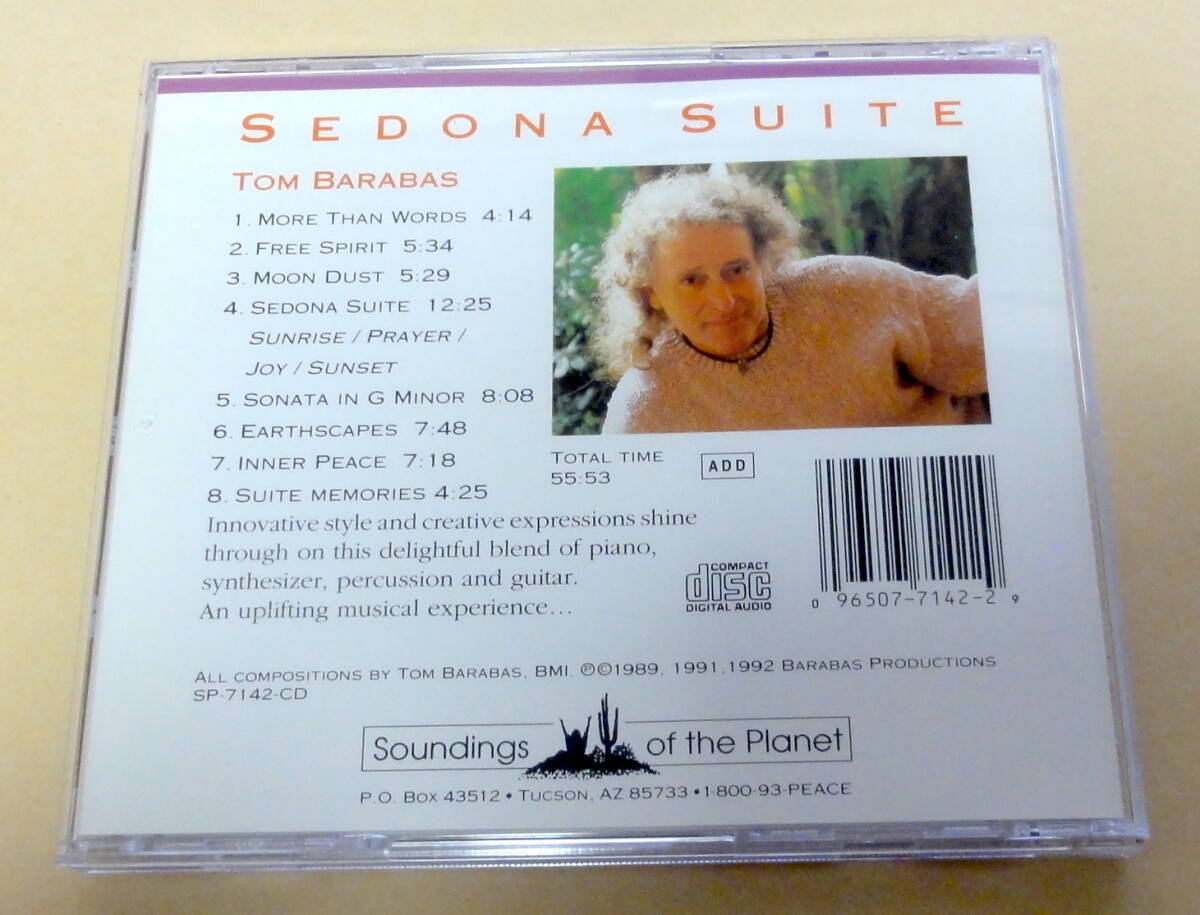 SEDONA SUITE
TOM BARABAS
1. MORE THAN WORDS 4:14
2. FREE SPIRIT 5:34
3. MOON DUST 5:29
4. SEDONA SUITE 12:25
SUNRISE / PRAYER /
JOY / SUNSET
5. SONATA IN G MINOR 8:08
6. EARTHSCAPES 7:48
7. INNER PEACE 7:18
8. SUITE MEMORIES 4:25
TOTAL TIME
55:53
ADD
Innovative style and creative expressions shine
through on this delightful blend of piano,
synthesizer, percussion and guitar.
An uplifting musical experience...
COMPACT
disc
DIGITAL AUDIO
0 96507-7142-2 9
ALL COMPOSITIONS BY TOM BARABAS, BMI. ℗©1989, 1991,1992 BARABAS PRODUCTIONS
SP-7142-CD
Soundings of the Planet
P.O. BOX 43512 • TUCSON, AZ 85733 • 1-800-93-PEACE